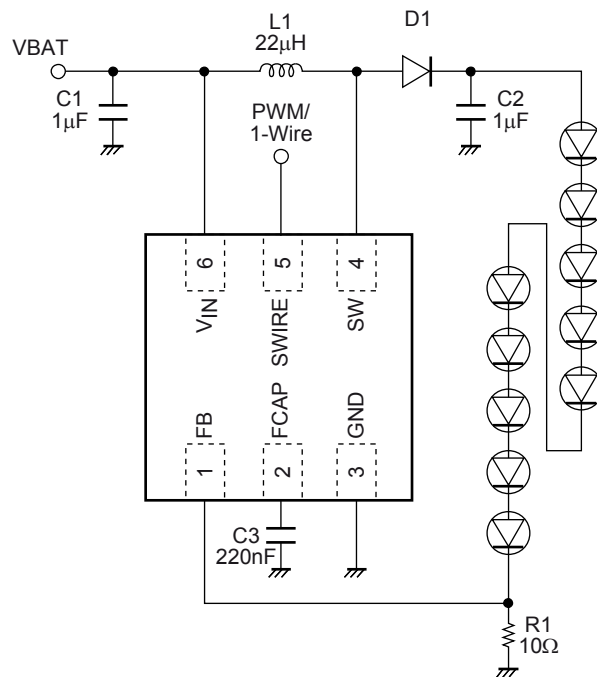 L1
22µH
D1
VBAT
C1
1µF
PWM/
1-Wire
C2
1µF
6
5
4
VIN
SWIRE
SW
FB
FCAP
GND
1
2
3
C3
220nF
R1
10Ω